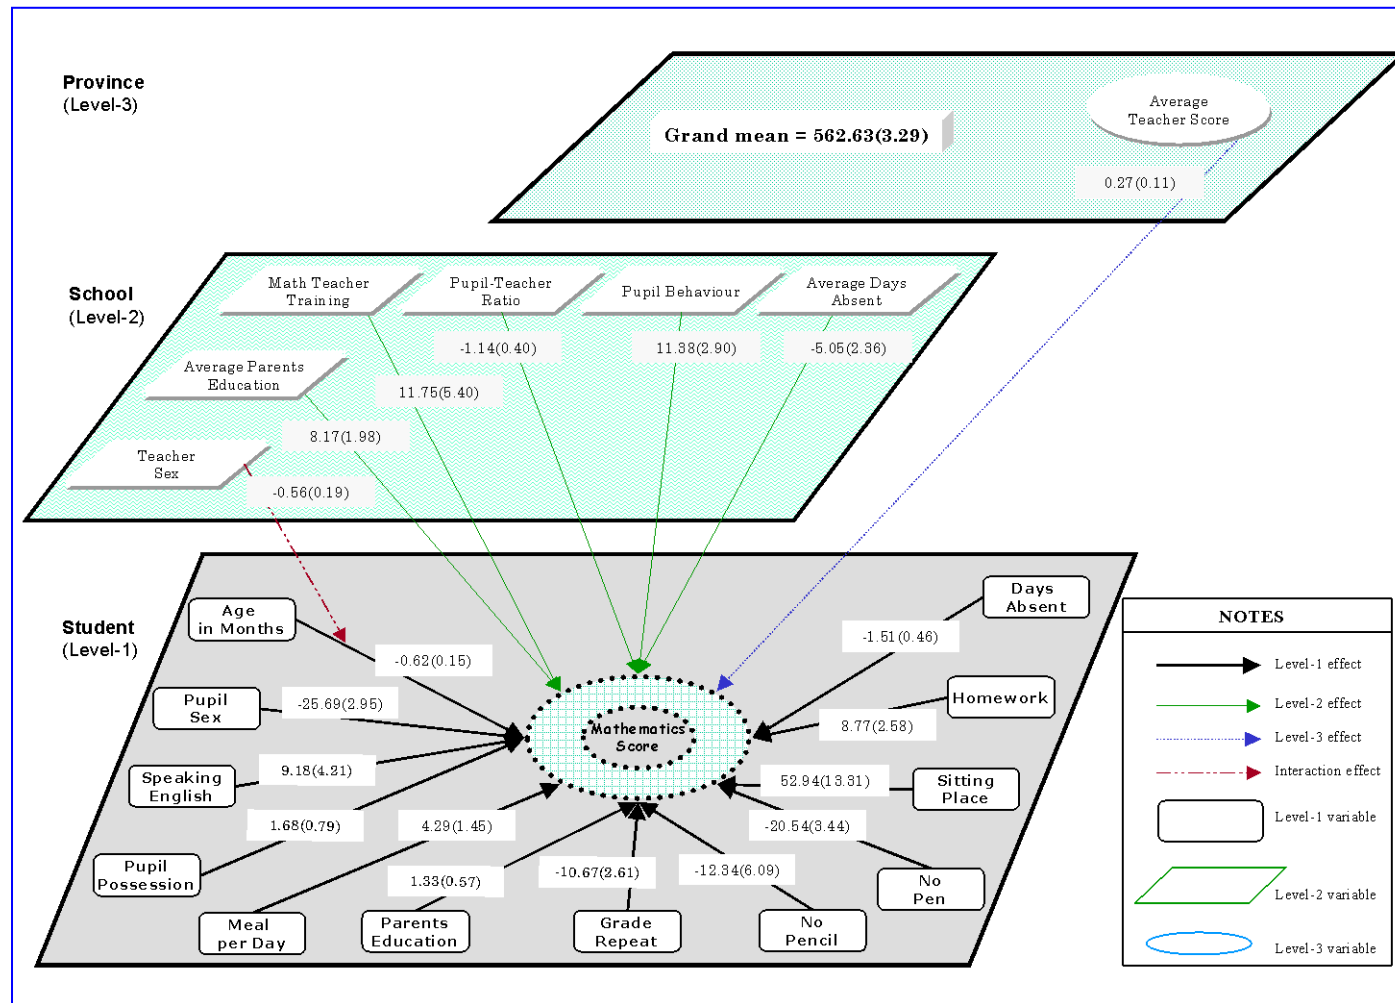 Province
(Level-3)
Grand mean = 562.63(3.29)
Average
Teacher Score
0.27(0.11)
School
(Level-2)
Math Teacher
Training
Pupil-Teacher
Ratio
Pupil Behaviour
Average Days
Absent
-1.14(0.40)
11.38(2.90)
-5.05(2.36)
Average Parents
Education
11.75(5.40)
8.17(1.98)
Teacher
Sex
-0.56(0.19)
Student
(Level-1)
Age
in Months
-0.62(0.15)
Pupil
Sex
-25.69(2.95)
Speaking
English
9.18(4.21)
Pupil
Possession
1.68(0.79)
Meal
per Day
4.29(1.45)
Parents
Education
1.33(0.57)
Grade
Repeat
-10.67(2.61)
No
Pencil
-12.34(6.09)
No
Pen
-20.54(3.44)
Sitting
Place
52.94(13.31)
Homework
8.77(2.58)
Days
Absent
-1.51(0.46)
Mathematics
Score
NOTES
Level-1 effect
Level-2 effect
Level-3 effect
Interaction effect
Level-1 variable
Level-2 variable
Level-3 variable